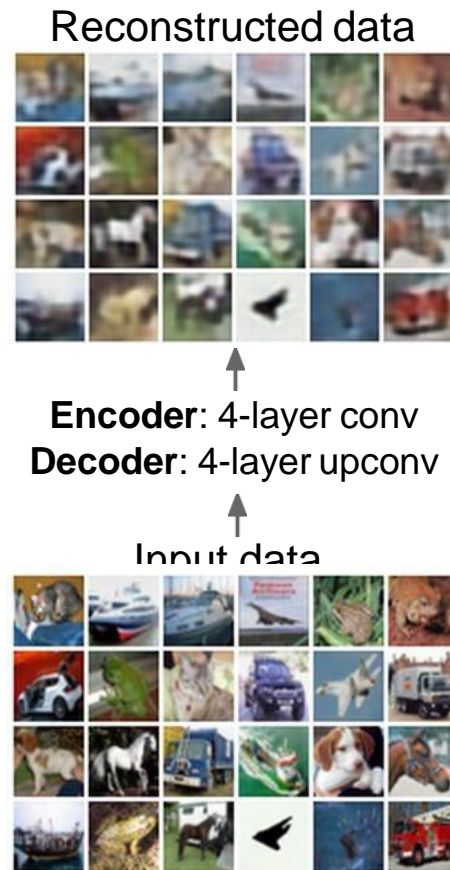 Reconstructed data
Encoder: 4-layer conv
Decoder: 4-layer upconv
Input data